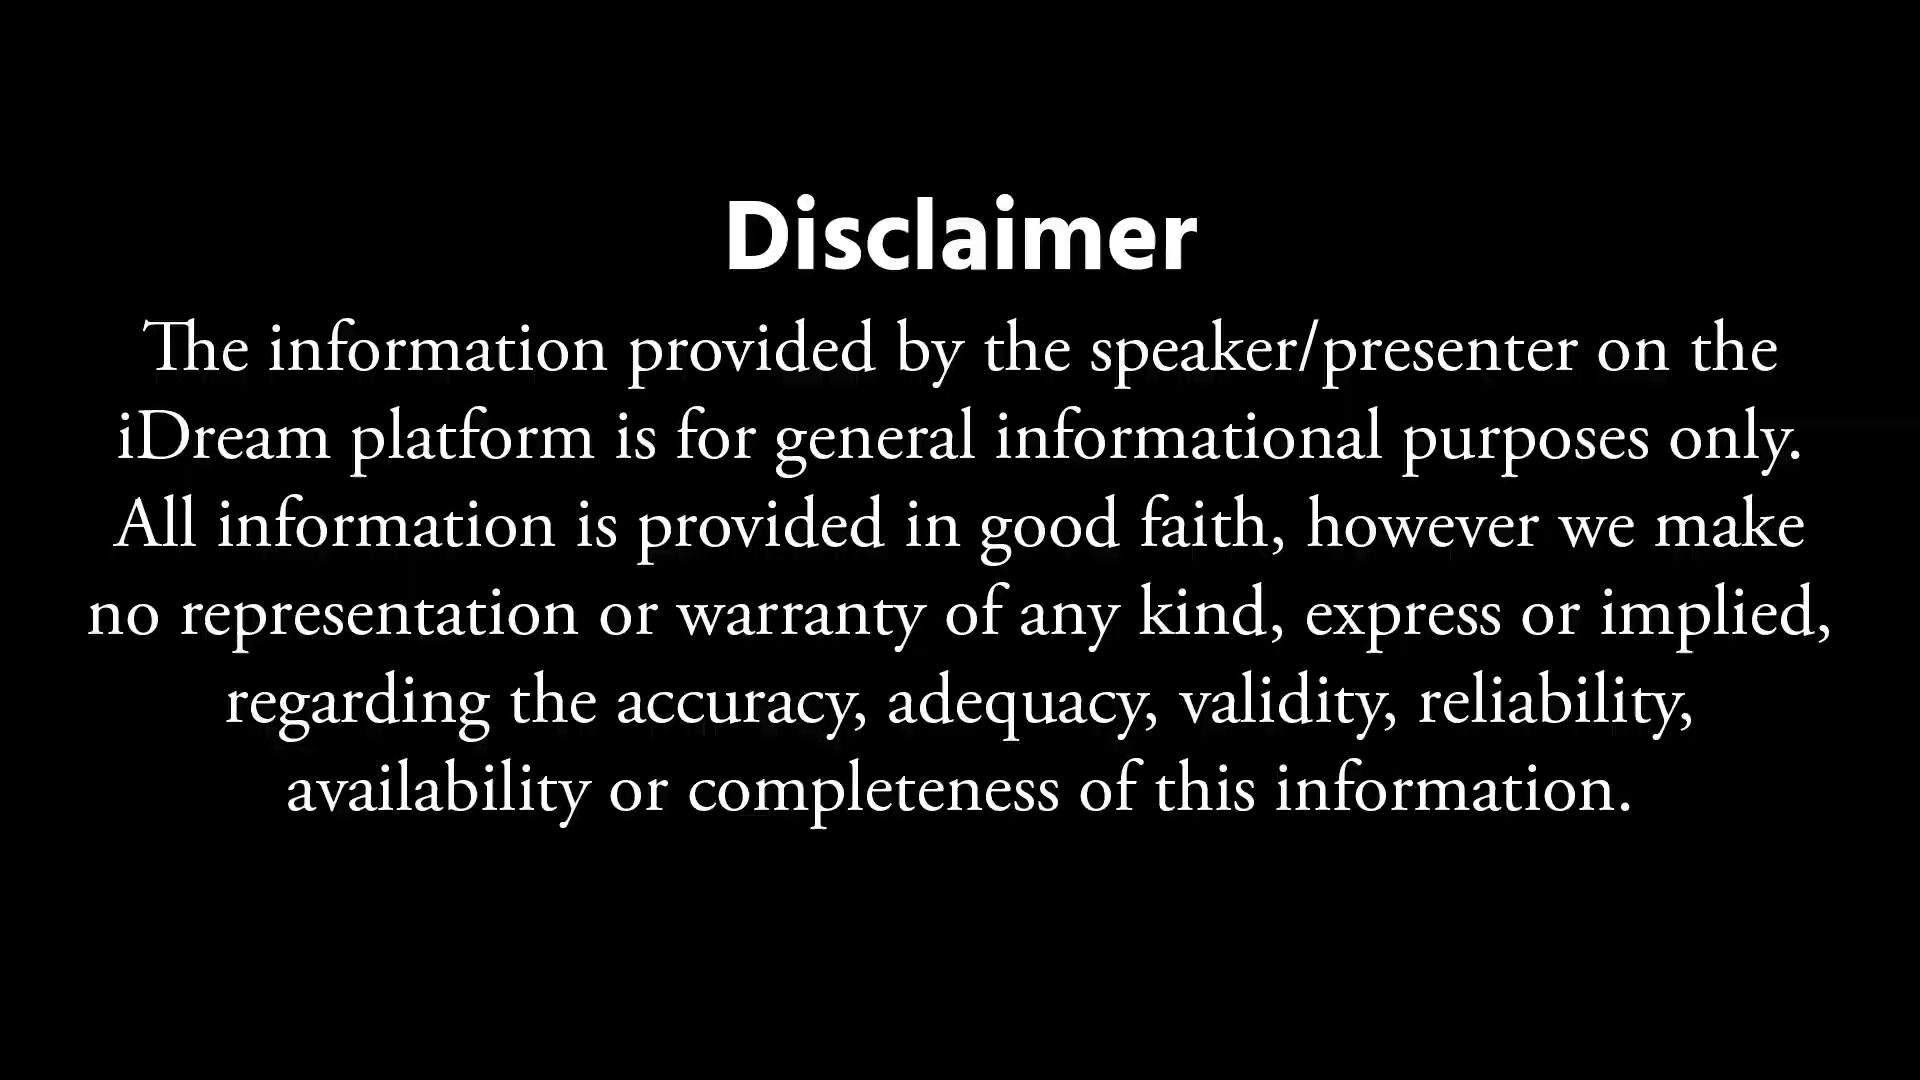 Disclaimer
The information provided by the speaker/presenter on the
iDream platform is for general informational purposes only.
All information is provided in good faith, however we make
no representation or warranty of any kind, express or implied,
regarding the accuracy, adequacy, validity, reliability,
availability or completeness of this information.